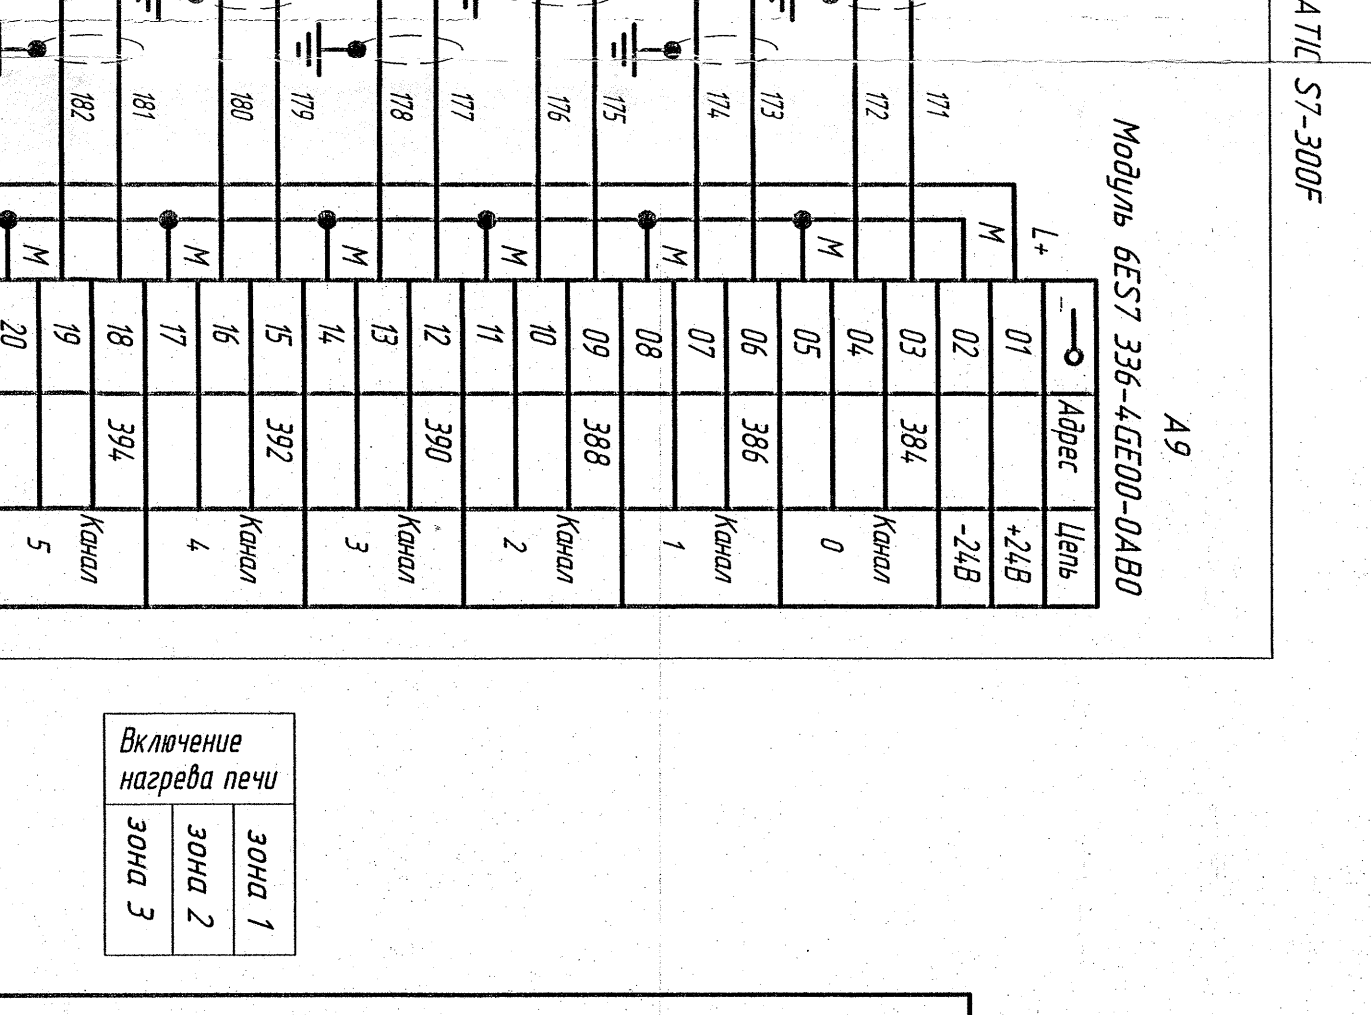 ATIC S7-300F
A9
Модуль 6ES7 336-4GE00-0AB0
L+
M
Адрес Цепь
01 +24В
02 -24В
171 03 384 Канал 0
172 04
M 05
173 06 386 Канал 1
174 07
M 08
175 09 388 Канал 2
176 10
M 11
177 12 390 Канал 3
178 13
M 14
179 15 392 Канал 4
180 16
M 17
181 18 394 Канал 5
182 19
M 20
Включение
нагрева печи
зона 1
зона 2
зона 3